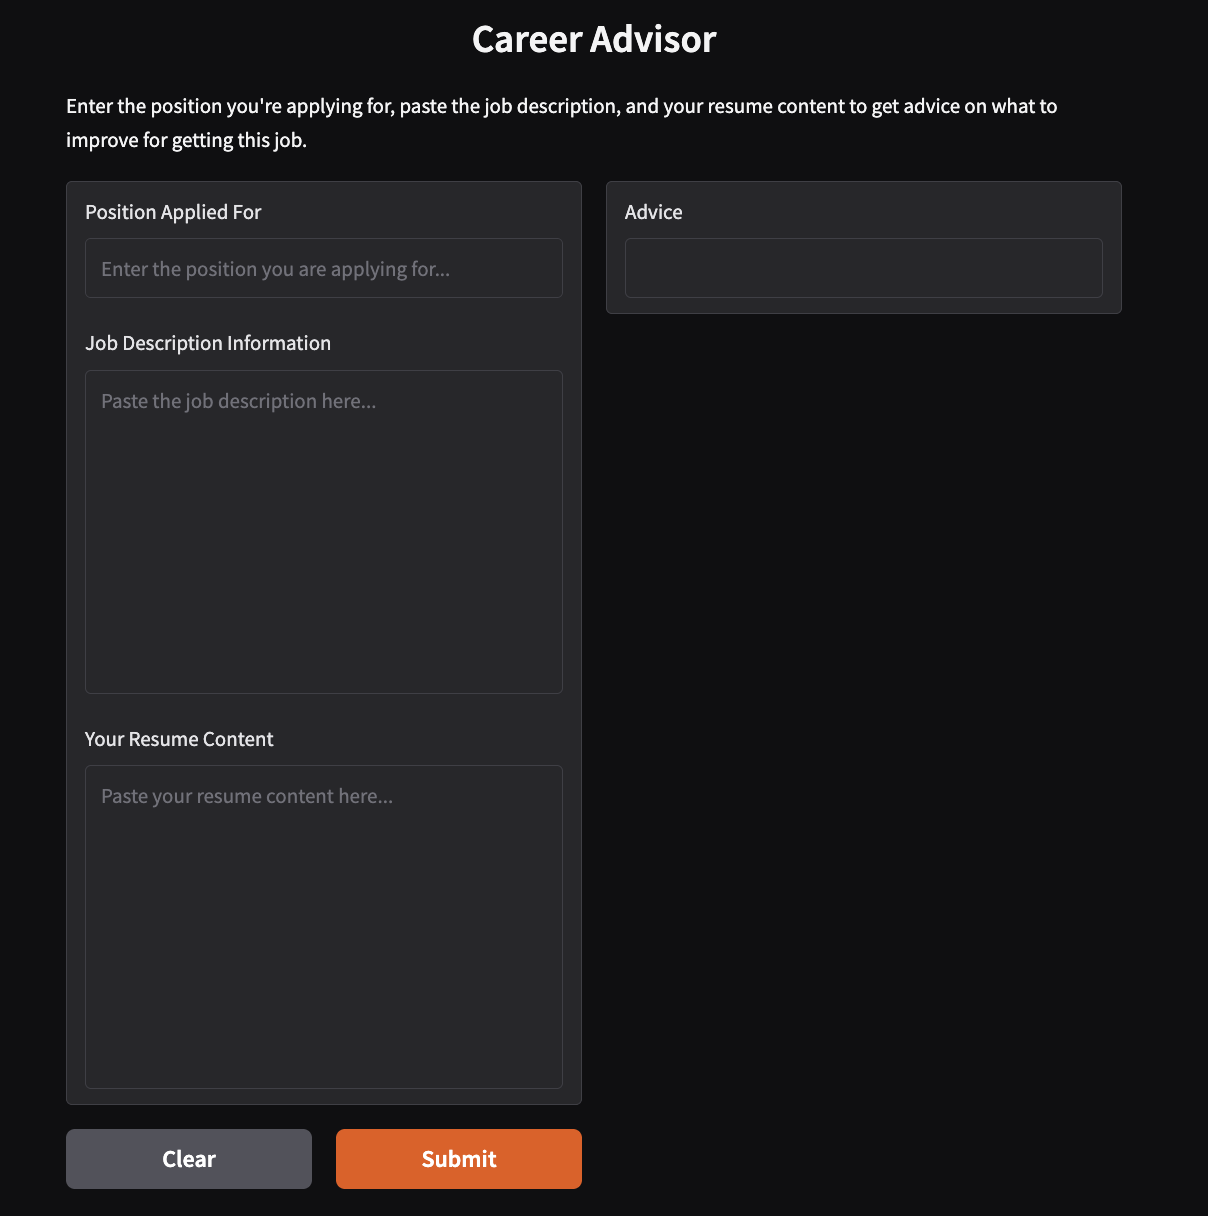 Career Advisor
Enter the position you're applying for, paste the job description, and your resume content to get advice on what to
improve for getting this job.
Position Applied For
Enter the position you are applying for...
Job Description Information
Paste the job description here...
Your Resume Content
Paste your resume content here...
Clear
Submit
Advice